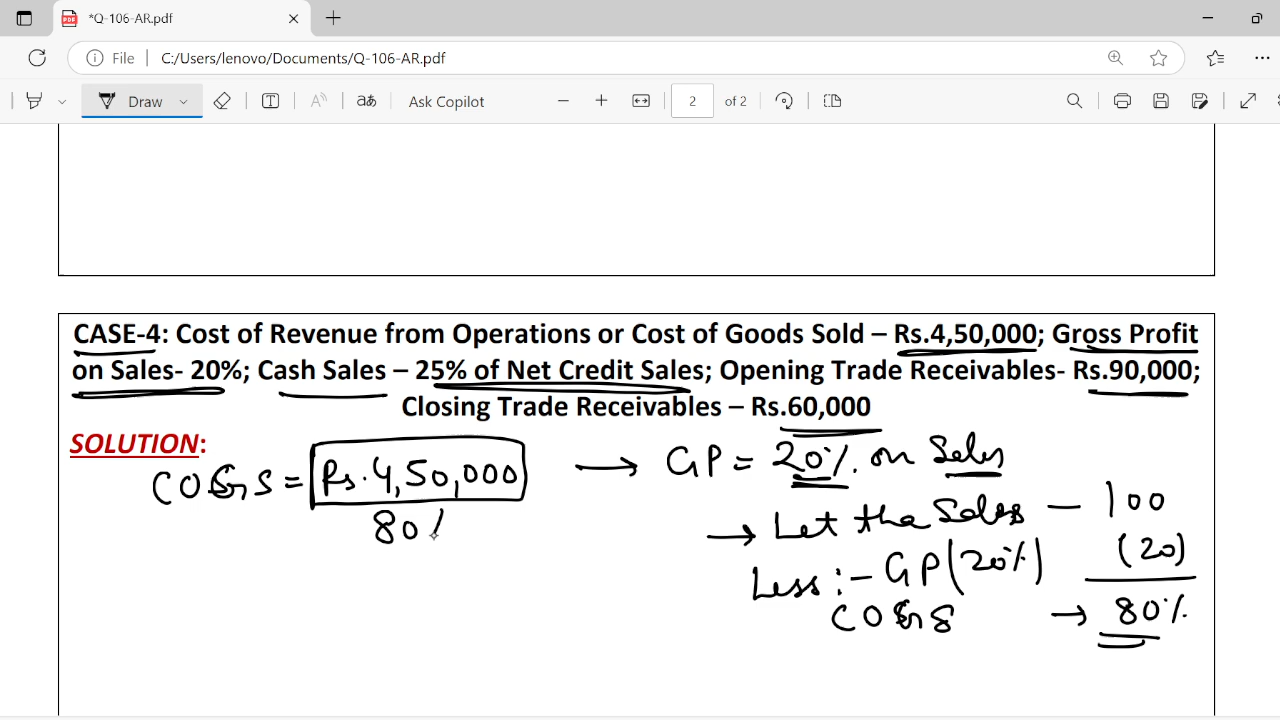 *Q-106-AR.pdf
File | C:/Users/lenovo/Documents/Q-106-AR.pdf
Draw aあ Ask Copilot 2 of 2
CASE-4: Cost of Revenue from Operations or Cost of Goods Sold – Rs.4,50,000; Gross Profit
on Sales- 20%; Cash Sales – 25% of Net Credit Sales; Opening Trade Receivables- Rs.90,000;
Closing Trade Receivables – Rs.60,000
SOLUTION:
COGS = Rs.4,50,000
80%
→ GP = 20% on Sales
→ Let the Sales – 100
Less :- GP(20%) (20)
COGS → 80%